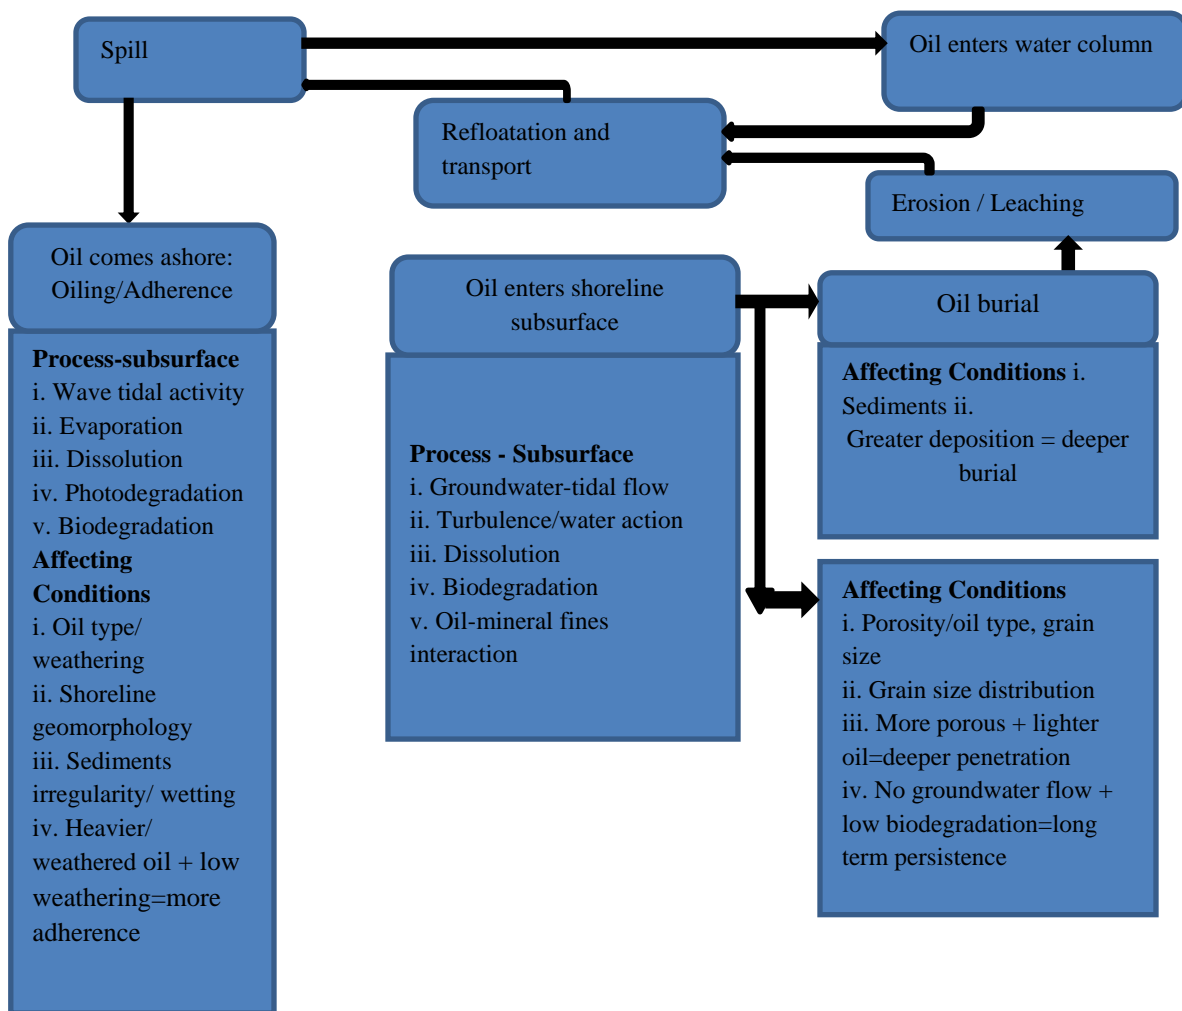 Spill
Oil enters water column
Refloatation and
transport
Erosion / Leaching
Oil comes ashore:
Oiling/Adherence
Process-subsurface
i. Wave tidal activity
ii. Evaporation
iii. Dissolution
iv. Photodegradation
v. Biodegradation
Affecting
Conditions
i. Oil type/
weathering
ii. Shoreline
geomorphology
iii. Sediments
irregularity/ wetting
iv. Heavier/
weathered oil + low
weathering=more
adherence
Oil enters shoreline
subsurface
Process - Subsurface
i. Groundwater-tidal flow
ii. Turbulence/water action
iii. Dissolution
iv. Biodegradation
v. Oil-mineral fines
interaction
Oil burial
Affecting Conditions i.
Sediments ii.
Greater deposition = deeper
burial
Affecting Conditions
i. Porosity/oil type, grain
size
ii. Grain size distribution
iii. More porous + lighter
oil=deeper penetration
iv. No groundwater flow +
low biodegradation=long
term persistence